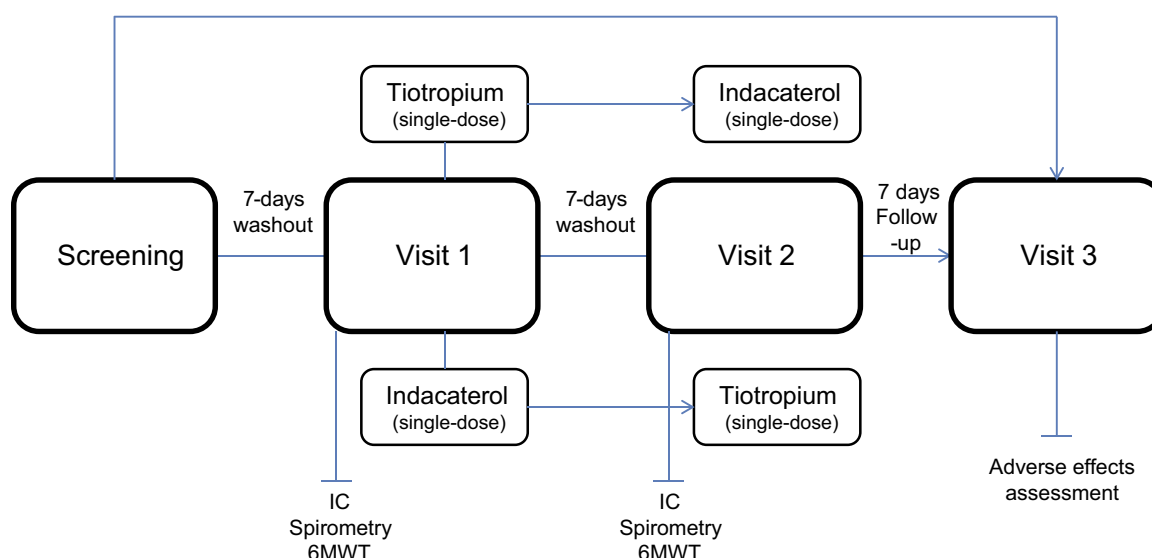 Tiotropium
(single-dose)
Indacaterol
(single-dose)
Screening
7-days
washout
Visit 1
7-days
washout
Visit 2
7 days
Follow
-up
Visit 3
Indacaterol
(single-dose)
Tiotropium
(single-dose)
IC
Spirometry
6MWT
IC
Spirometry
6MWT
Adverse effects
assessment